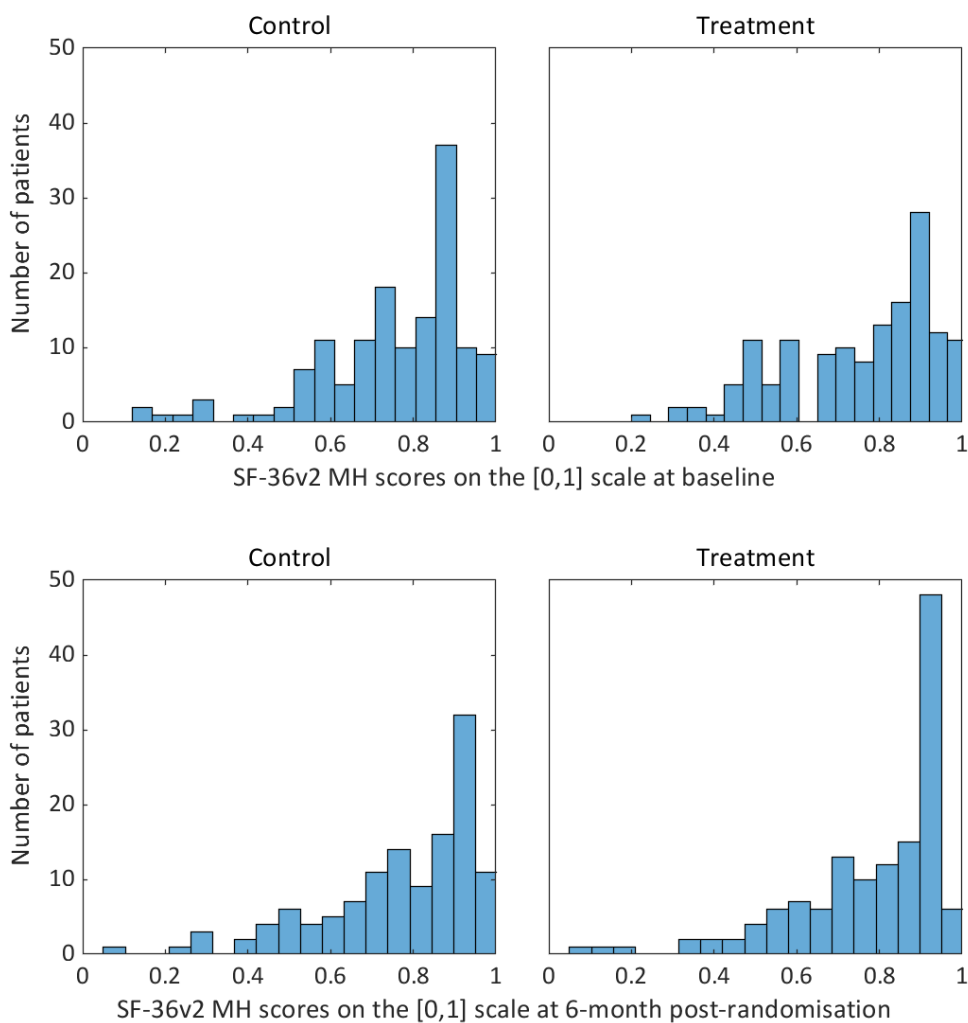 Control
Treatment
50
40
30
20
10
0
Number of patients
0 0.2 0.4 0.6 0.8 1
0 0.2 0.4 0.6 0.8 1
SF-36v2 MH scores on the [0,1] scale at baseline
Control
Treatment
50
40
30
20
10
0
Number of patients
0 0.2 0.4 0.6 0.8 1
0 0.2 0.4 0.6 0.8 1
SF-36v2 MH scores on the [0,1] scale at 6-month post-randomisation